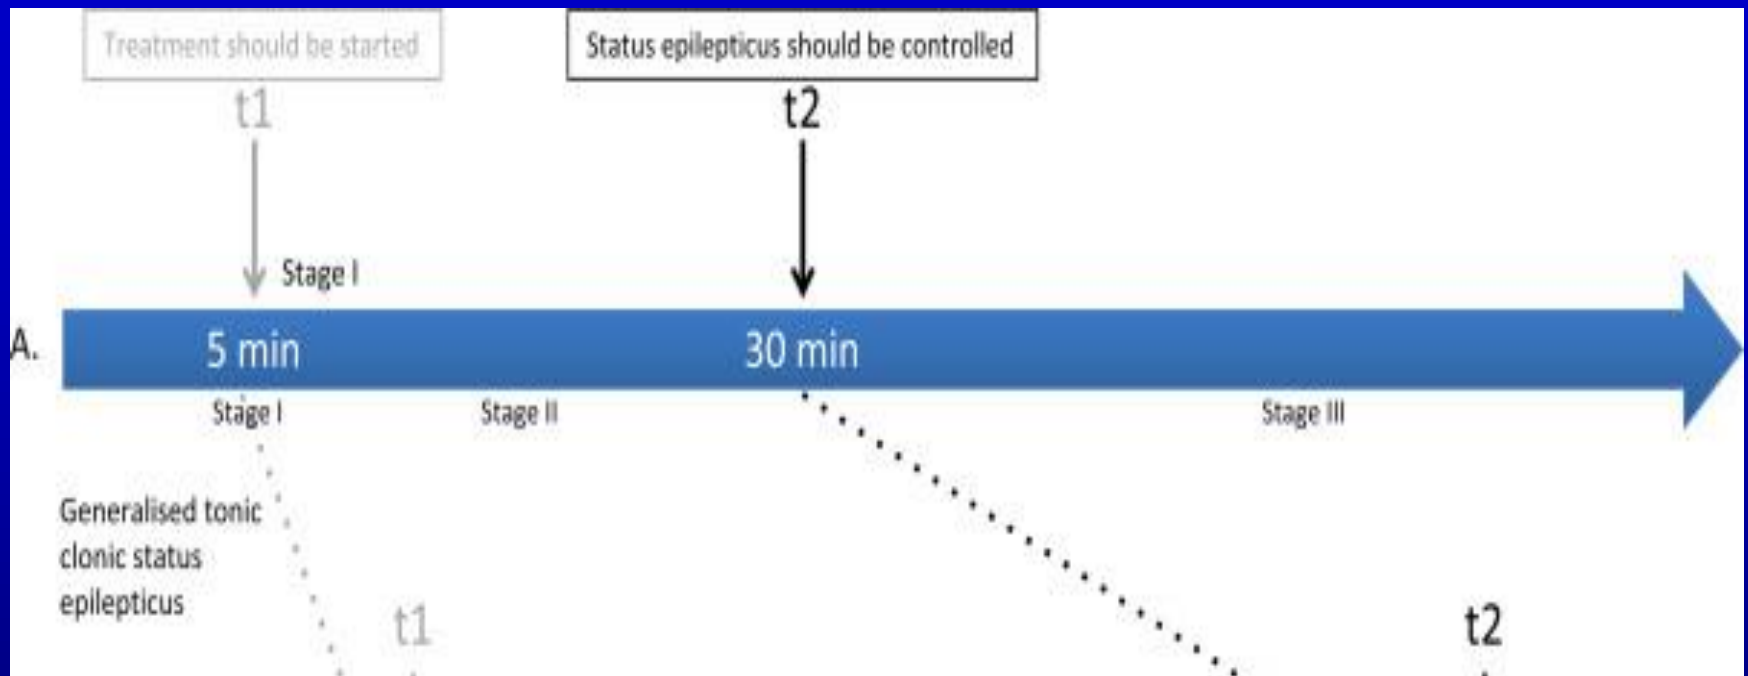 Treatment should be started
Status epilepticus should be controlled
t1
t2
Stage I
A.
5 min
30 min
Stage I
Stage II
Stage III
Generalised tonic
clonic status
epilepticus
t1
t2